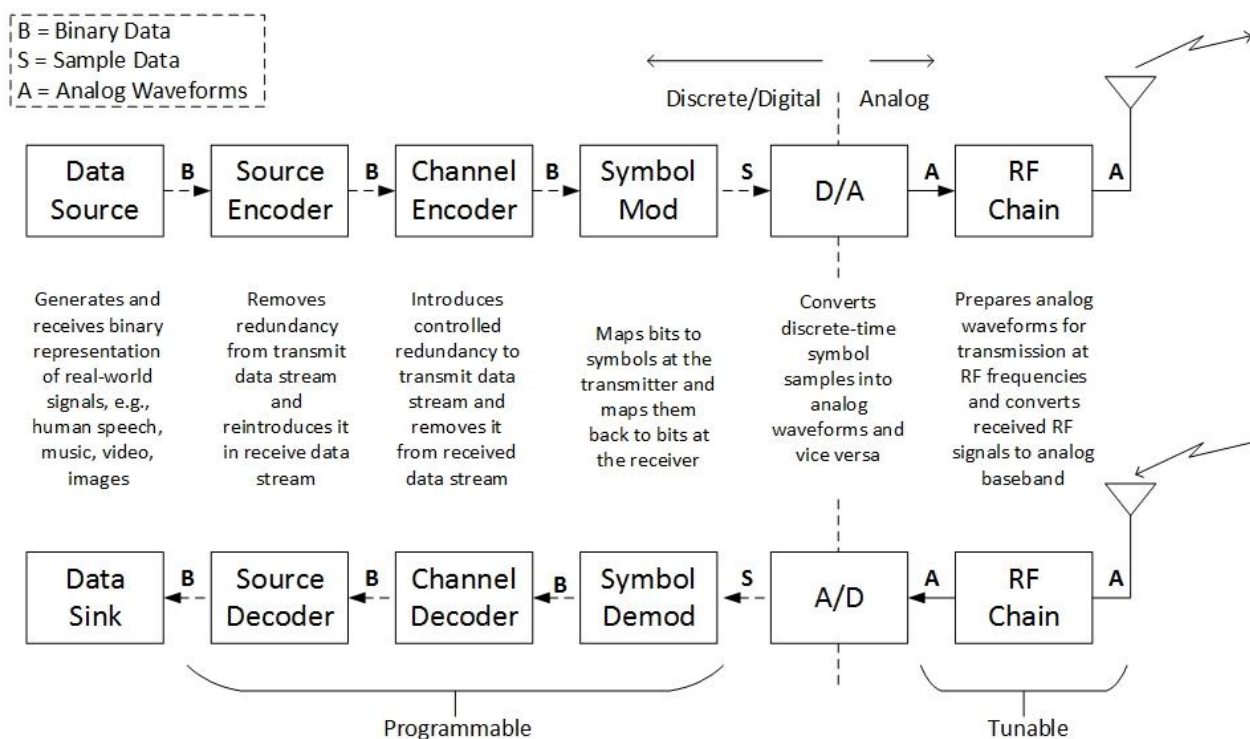 B = Binary Data
S = Sample Data
A = Analog Waveforms
Discrete/Digital
Analog
Data
Source
B
Source
Encoder
B
Channel
Encoder
B
Symbol
Mod
S
D/A
A
RF
Chain
A
Generates and
receives binary
representation
of real-world
signals, e.g.,
human speech,
music, video,
images
Removes
redundancy
from transmit
data stream
and
reintroduces it
in receive data
stream
Introduces
controlled
redundancy to
transmit data
stream and
removes it
from received
data stream
Maps bits to
symbols at the
transmitter and
maps them
back to bits at
the receiver
Converts
discrete-time
symbol
samples into
analog
waveforms and
vice versa
Prepares analog
waveforms for
transmission at
RF frequencies
and converts
received RF
signals to analog
baseband
Data
Sink
B
Source
Decoder
B
Channel
Decoder
B
Symbol
Demod
S
A/D
A
RF
Chain
A
Programmable
Tunable